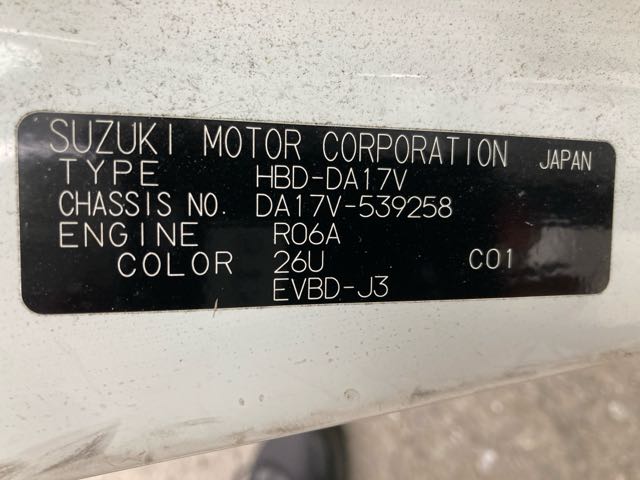 SUZUKI MOTOR CORPORATION JAPAN
TYPE HBD-DA17V
CHASSIS NO. DA17V-539258
ENGINE R06A
COLOR 26U C01
EVBD-J3